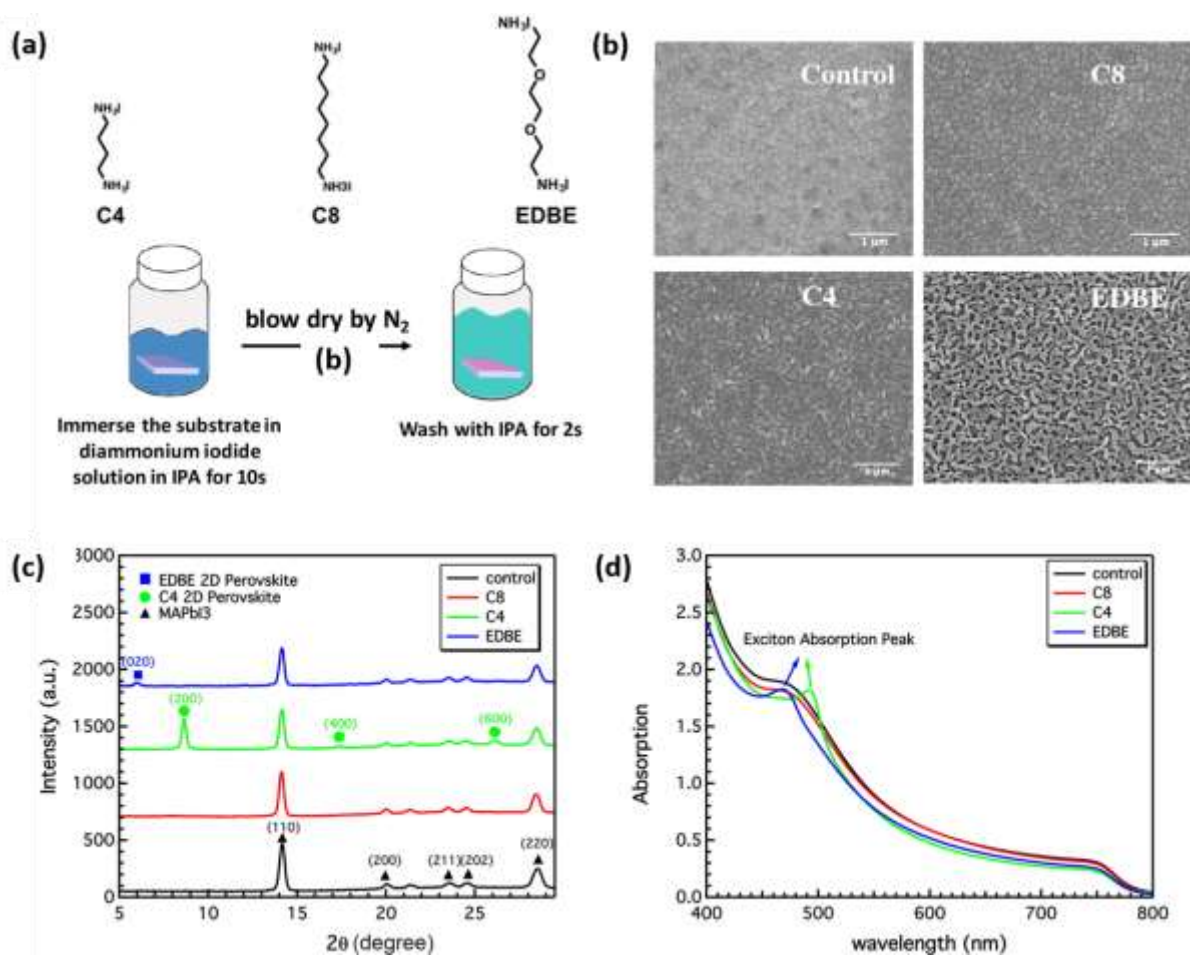 (a)
NH₃I
NH₃I
C4
NH₃I
NH3I
C8
NH₃I
O
O
NH₃I
EDBE
blow dry by N₂
(b)
Immerse the substrate in
diammonium iodide
solution in IPA for 10s
Wash with IPA for 2s
(b)
Control
1 μm
C8
1 μm
C4
EDBE
(c)
3000
2500
2000
1500
1000
500
0
Intensity (a.u.)
EDBE 2D Perovskite
C4 2D Perovskite
MAPbI3
control
C8
C4
EDBE
(020)
(200)
(400)
(600)
(110)
(200)
(211)
(202)
(220)
5
10
15
20
25
2θ (degree)
(d)
3.0
2.5
2.0
1.5
1.0
0.5
0.0
Absorption
control
C8
C4
EDBE
Exciton Absorption Peak
400
500
600
700
800
wavelength (nm)